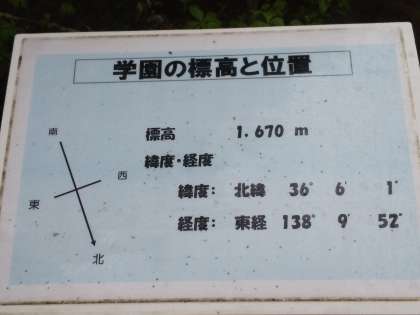 学園の標高と位置
南
西
東
北
標高 1,670 m
緯度・経度
緯度： 北緯 36° 6′ 1″
経度： 東経 138° 9′ 52″